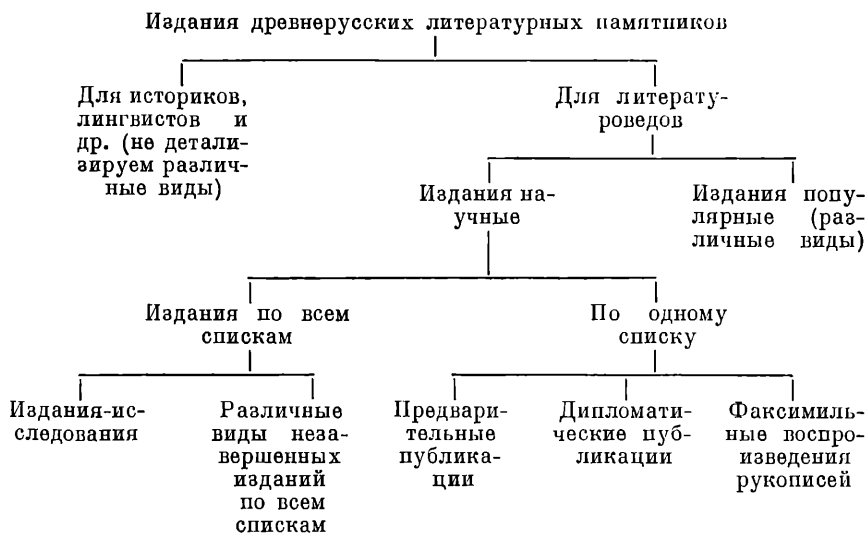 Издания древнерусских литературных памятников
Для историков,
лингвистов и
др. (не детали-
зируем различ-
ные виды)
Для литерату-
роведов
Издания на-
учные
Издания попу-
лярные (раз-
личные виды)
Издания по всем
спискам
По одному
списку
Издания-ис-
следования
Различные
виды неза-
вершенных
изданий
по всем
спискам
Предвари-
тельные
публика-
ции
Дипломати-
ческие пуб-
ликации
Факсимиль-
ные воспро-
изведения
рукописей